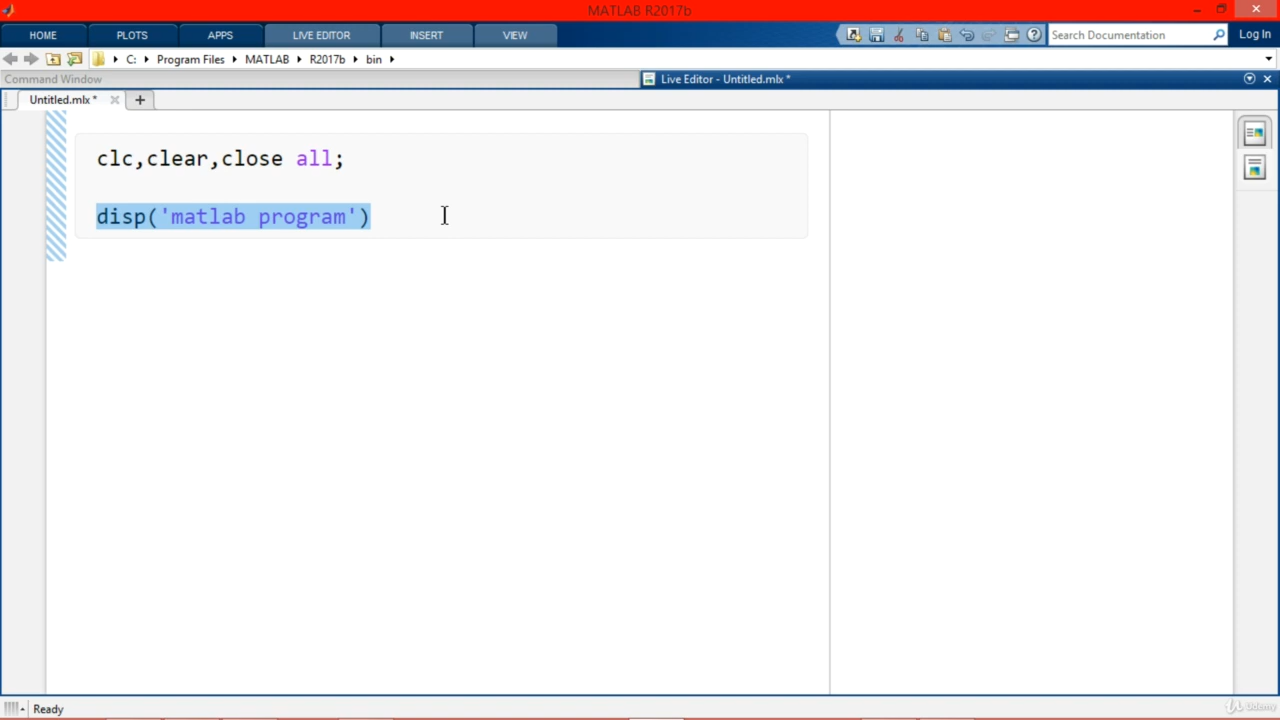 MATLAB R2017b
HOME PLOTS APPS LIVE EDITOR INSERT VIEW Search Documentation Log In
C: Program Files MATLAB R2017b bin
Command Window Live Editor - Untitled.mlx *
Untitled.mlx *
clc,clear,close all;
disp('matlab program')
Ready
Udemy